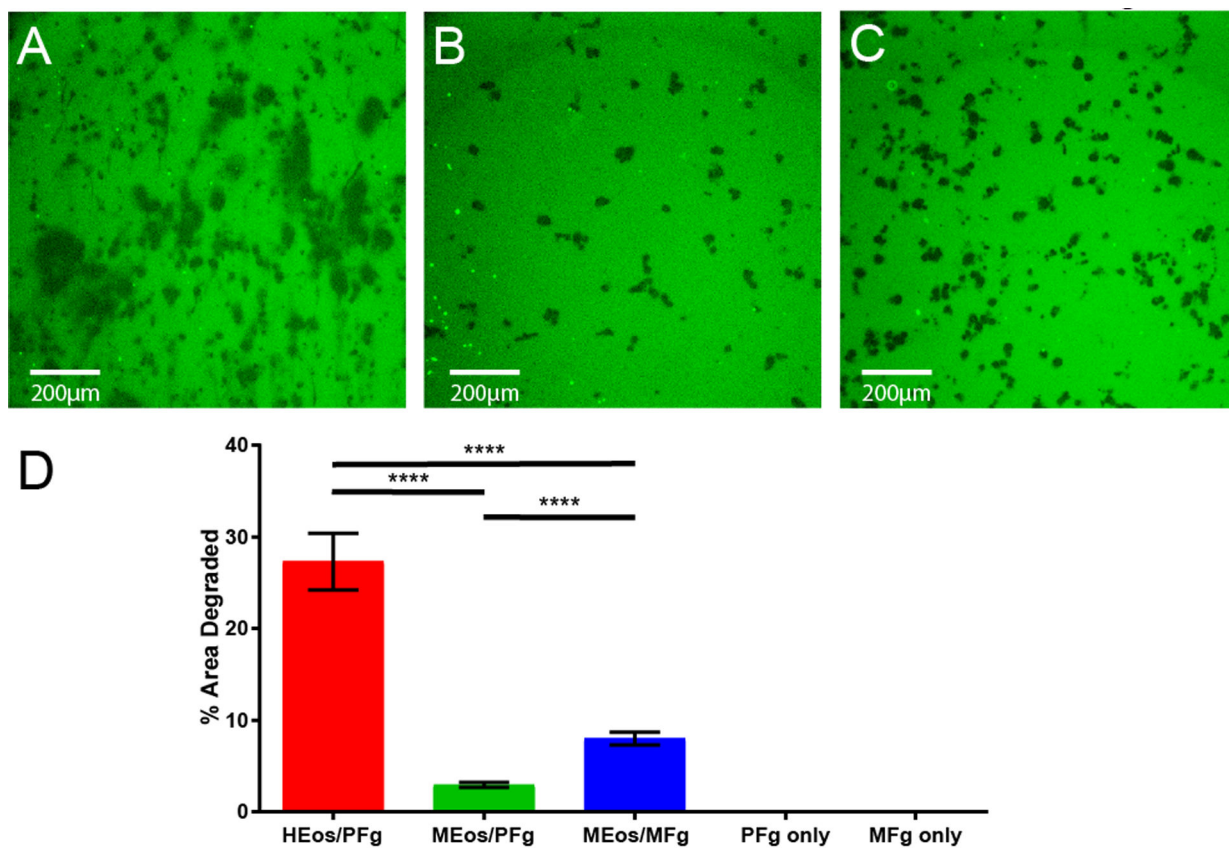 A
B
C
200µm
200µm
200µm
D
% Area Degraded
40
30
20
10
0
****
****
****
HEos/PFg
MEos/PFg
MEos/MFg
PFg only
MFg only